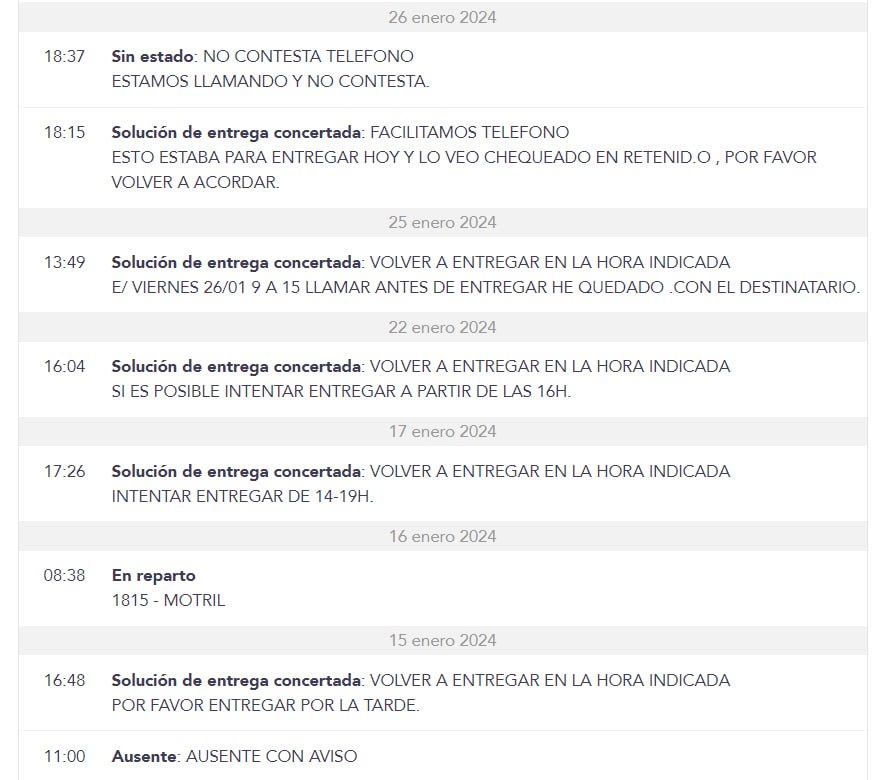 26 enero 2024
18:37 Sin estado: NO CONTESTA TELEFONO
ESTAMOS LLAMANDO Y NO CONTESTA.
18:15 Solución de entrega concertada: FACILITAMOS TELEFONO
ESTO ESTABA PARA ENTREGAR HOY Y LO VEO CHEQUEADO EN RETENID.O , POR FAVOR
VOLVER A ACORDAR.
25 enero 2024
13:49 Solución de entrega concertada: VOLVER A ENTREGAR EN LA HORA INDICADA
E/ VIERNES 26/01 9 A 15 LLAMAR ANTES DE ENTREGAR HE QUEDADO .CON EL DESTINATARIO.
22 enero 2024
16:04 Solución de entrega concertada: VOLVER A ENTREGAR EN LA HORA INDICADA
SI ES POSIBLE INTENTAR ENTREGAR A PARTIR DE LAS 16H.
17 enero 2024
17:26 Solución de entrega concertada: VOLVER A ENTREGAR EN LA HORA INDICADA
INTENTAR ENTREGAR DE 14-19H.
16 enero 2024
08:38 En reparto
1815 - MOTRIL
15 enero 2024
16:48 Solución de entrega concertada: VOLVER A ENTREGAR EN LA HORA INDICADA
POR FAVOR ENTREGAR POR LA TARDE.
11:00 Ausente: AUSENTE CON AVISO